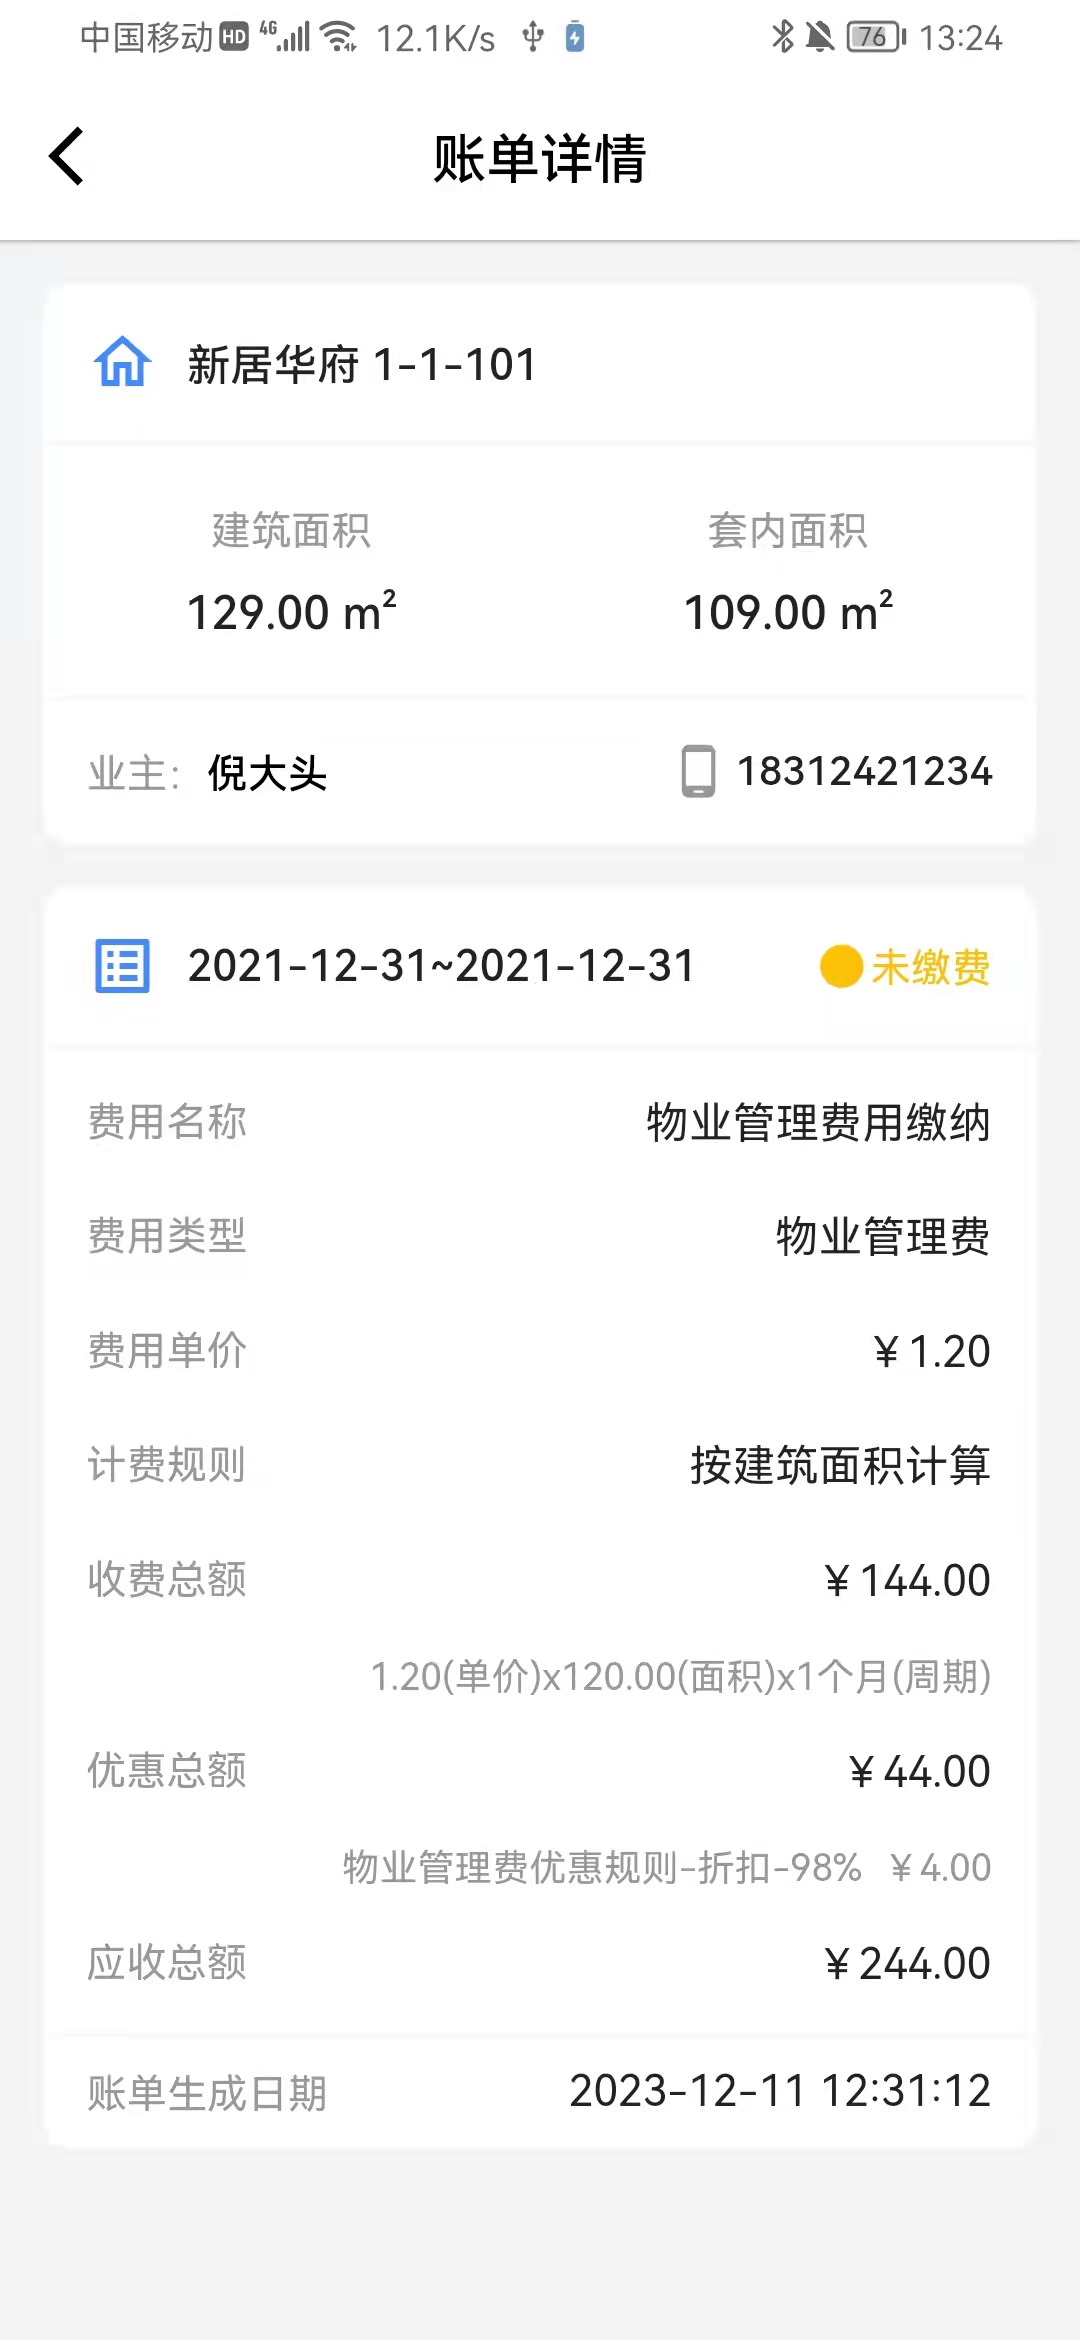 中国移动 HD 4G 12.1K/s 76 13:24
账单详情
新居华府 1-1-101
建筑面积 套内面积
129.00 m² 109.00 m²
业主: 倪大头 18312421234
2021-12-31~2021-12-31 未缴费
费用名称 物业管理费用缴纳
费用类型 物业管理费
费用单价 ¥ 1.20
计费规则 按建筑面积计算
收费总额 ¥ 144.00
1.20(单价)x120.00(面积)x1个月(周期)
优惠总额 ¥ 44.00
物业管理费优惠规则-折扣-98% ¥ 4.00
应收总额 ¥ 244.00
账单生成日期 2023-12-11 12:31:12